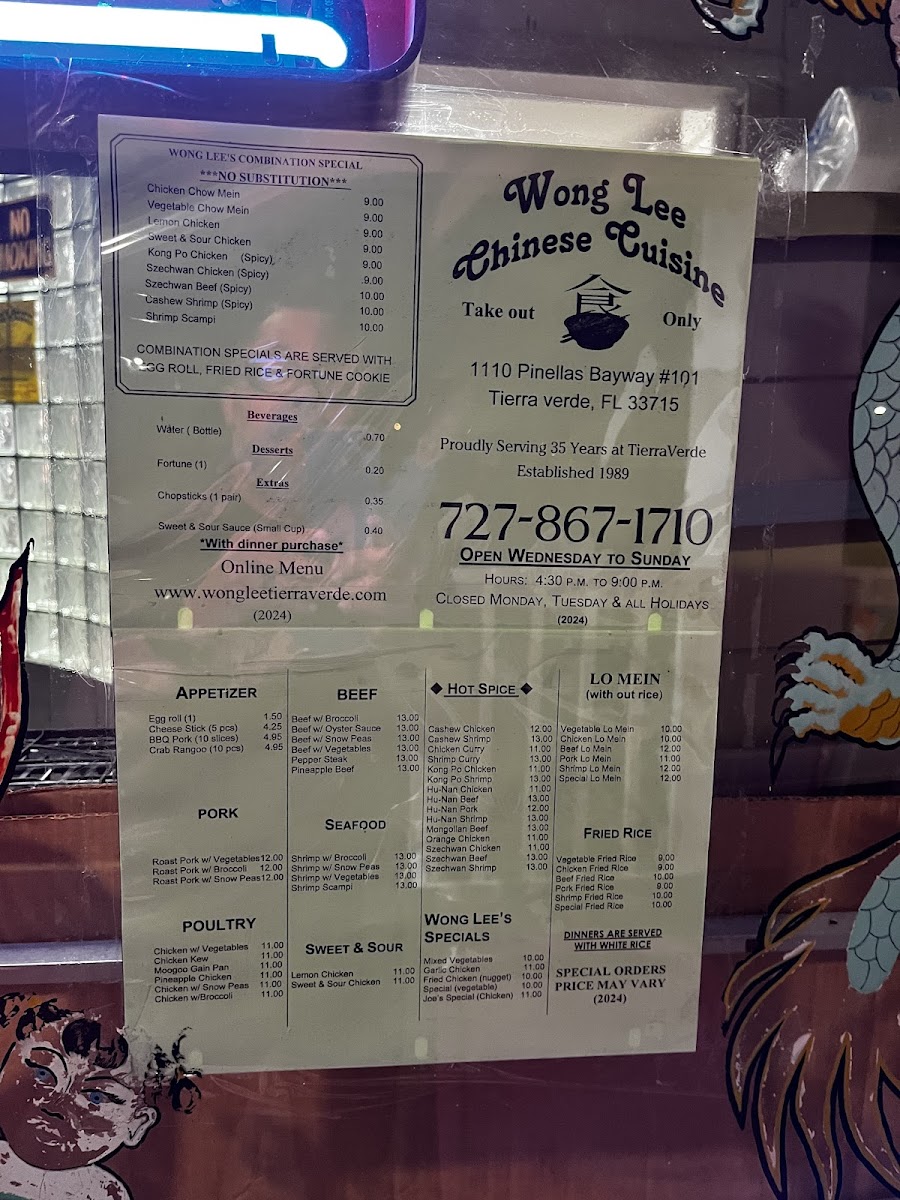 NO
WONG LEE'S COMBINATION SPECIAL
***NO SUBSTITUTION***
Chicken Chow Mein 9.00
Vegetable Chow Mein 9.00
Lemon Chicken 9.00
Sweet & Sour Chicken 9.00
Kong Po Chicken (Spicy) 9.00
Szechwan Chicken (Spicy) 9.00
Szechwan Beef (Spicy) 10.00
Cashew Shrimp (Spicy) 10.00
Shrimp Scampi 10.00
COMBINATION SPECIALS ARE SERVED WITH
EGG ROLL, FRIED RICE & FORTUNE COOKIE
Beverages
Water ( Bottle) 0.70
Desserts
Fortune (1) 0.20
Extras
Chopsticks (1 pair) 0.35
Sweet & Sour Sauce (Small Cup) 0.40
*With dinner purchase*
Online Menu
www.wongleetierraverde.com
(2024)
Wong Lee
Chinese Cuisine
Take out 食 Only
1110 Pinellas Bayway #101
Tierra verde, FL 33715
Proudly Serving 35 Years at TierraVerde
Established 1989
727-867-1710
OPEN WEDNESDAY TO SUNDAY
HOURS: 4:30 P.M. TO 9:00 P.M.
CLOSED MONDAY, TUESDAY & ALL HOLIDAYS
(2024)
APPETiZER
Egg roll (1) 1.50
Cheese Stick (5 pcs) 4.25
BBQ Pork (10 slices) 4.95
Crab Rangoo (10 pcs) 4.95
PORK
Roast Pork w/ Vegetables 12.00
Roast Pork w/ Broccoli 12.00
Roast Pork w/ Snow Peas 12.00
POULTRY
Chicken w/ Vegetables 11.00
Chicken Kew 11.00
Moogoo Gain Pan 11.00
Pineapple Chicken 11.00
Chicken w/ Snow Peas 11.00
Chicken w/Broccoli 11.00
BEEF
Beef w/ Broccoli 13.00
Beef w/ Oyster Sauce 13.00
Beef w/ Snow Peas 13.00
Beef w/ Vegetables 13.00
Pepper Steak 13.00
Pineapple Beef 13.00
SEAFOOD
Shrimp w/ Broccoli 13.00
Shrimp w/ Snow Peas 13.00
Shrimp w/ Vegetables 13.00
Shrimp Scampi 13.00
SWEET & SOUR
Lemon Chicken 11.00
Sweet & Sour Chicken 11.00
◆ HOT SPICE ◆
Cashew Chicken 12.00
Cashew Shrimp 13.00
Chicken Curry 11.00
Shrimp Curry 13.00
Kong Po Chicken 11.00
Kong Po Shrimp 13.00
Hu-Nan Chicken 11.00
Hu-Nan Beef 13.00
Hu-Nan Pork 12.00
Hu-Nan Shrimp 13.00
Mongolian Beef 13.00
Orange Chicken 11.00
Szechwan Chicken 11.00
Szechwan Beef 13.00
Szechwan Shrimp 13.00
WONG LEE'S
SPECIALS
Mixed Vegetables 10.00
Garlic Chicken 11.00
Fried Chicken (nugget) 10.00
Special (vegetable) 10.00
Joe's Special (Chicken) 11.00
LO MEIN
(with out rice)
Vegetable Lo Mein 10.00
Chicken Lo Mein 10.00
Beef Lo Mein 12.00
Pork Lo Mein 11.00
Shrimp Lo Mein 12.00
Special Lo Mein 12.00
FRIED RICE
Vegetable Fried Rice 9.00
Chicken Fried Rice 9.00
Beef Fried Rice 10.00
Pork Fried Rice 9.00
Shrimp Fried Rice 10.00
Special Fried Rice 10.00
DINNERS ARE SERVED
WITH WHITE RICE
SPECIAL ORDERS
PRICE MAY VARY
(2024)